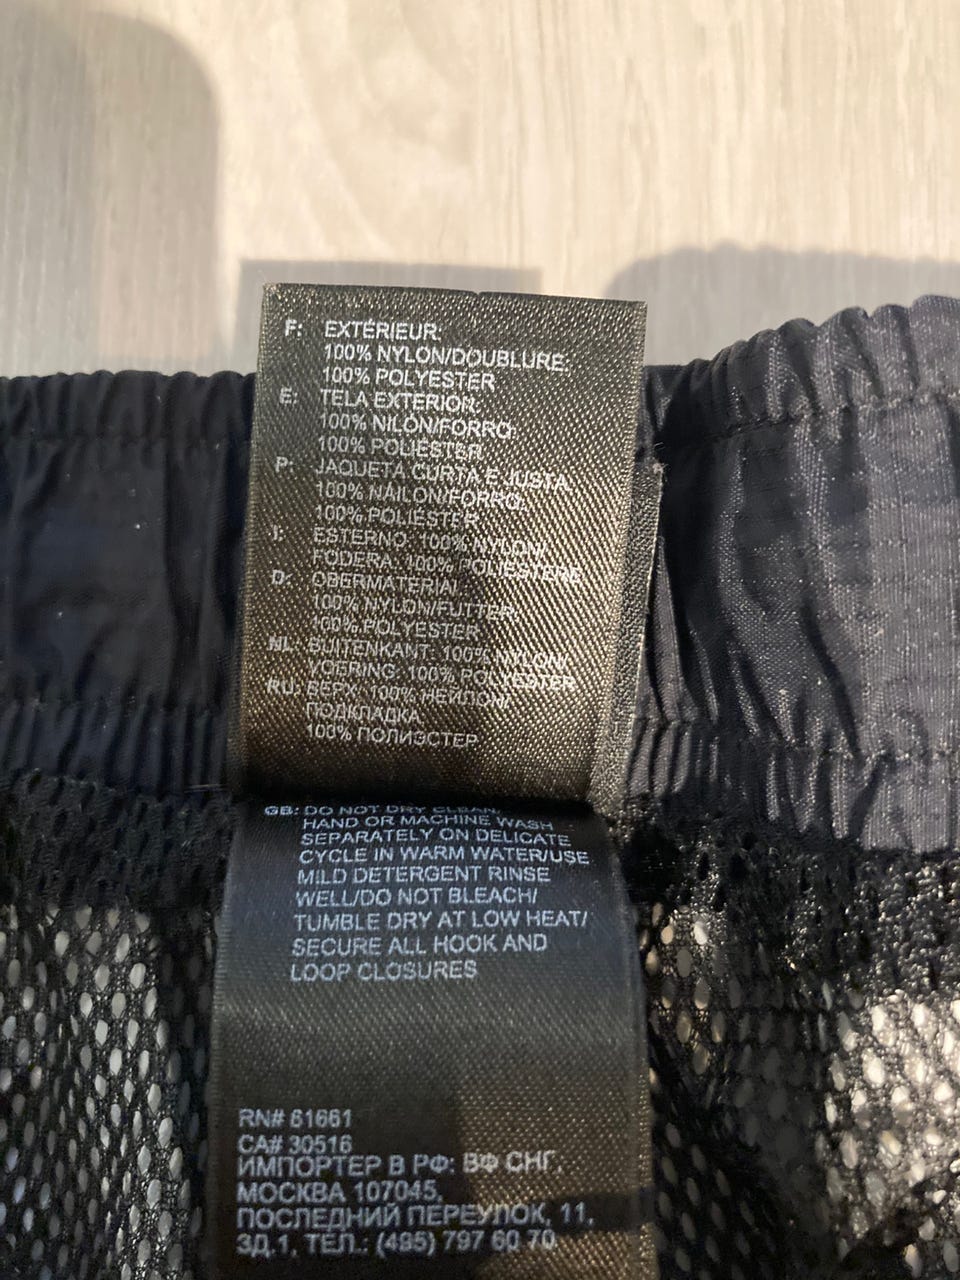 F: EXTÉRIEUR:
100% NYLON/DOUBLURE:
100% POLYESTER
E: TELA EXTERIOR:
100% NILON/FORRO:
100% POLIESTER
P: JAQUETA CURTA E JUSTA
100% NÁILON/FORRO:
100% POLIÉSTER
I: ESTERNO: 100% NYLON/
FODERA: 100% POLIESTERE
D: OBERMATERIAL
100% NYLON/FUTTER:
100% POLYESTER
NL: BUITENKANT: 100% NYLON/
VOERING: 100% POLYESTER
RU: ВЕРХ: 100% НЕЙЛОН/
ПОДКЛАДКА:
100% ПОЛИЭСТЕР
GB: DO NOT DRY CLEAN,
HAND OR MACHINE WASH
SEPARATELY ON DELICATE
CYCLE IN WARM WATER/USE
MILD DETERGENT RINSE
WELL/DO NOT BLEACH/
TUMBLE DRY AT LOW HEAT/
SECURE ALL HOOK AND
LOOP CLOSURES
RN# 61661
CA# 30516
ИМПОРТЕР В РФ: ВФ СНГ,
МОСКВА 107045,
ПОСЛЕДНИЙ ПЕРЕУЛОК, 11,
ЗД.1, ТЕЛ.: (495) 797 60 70